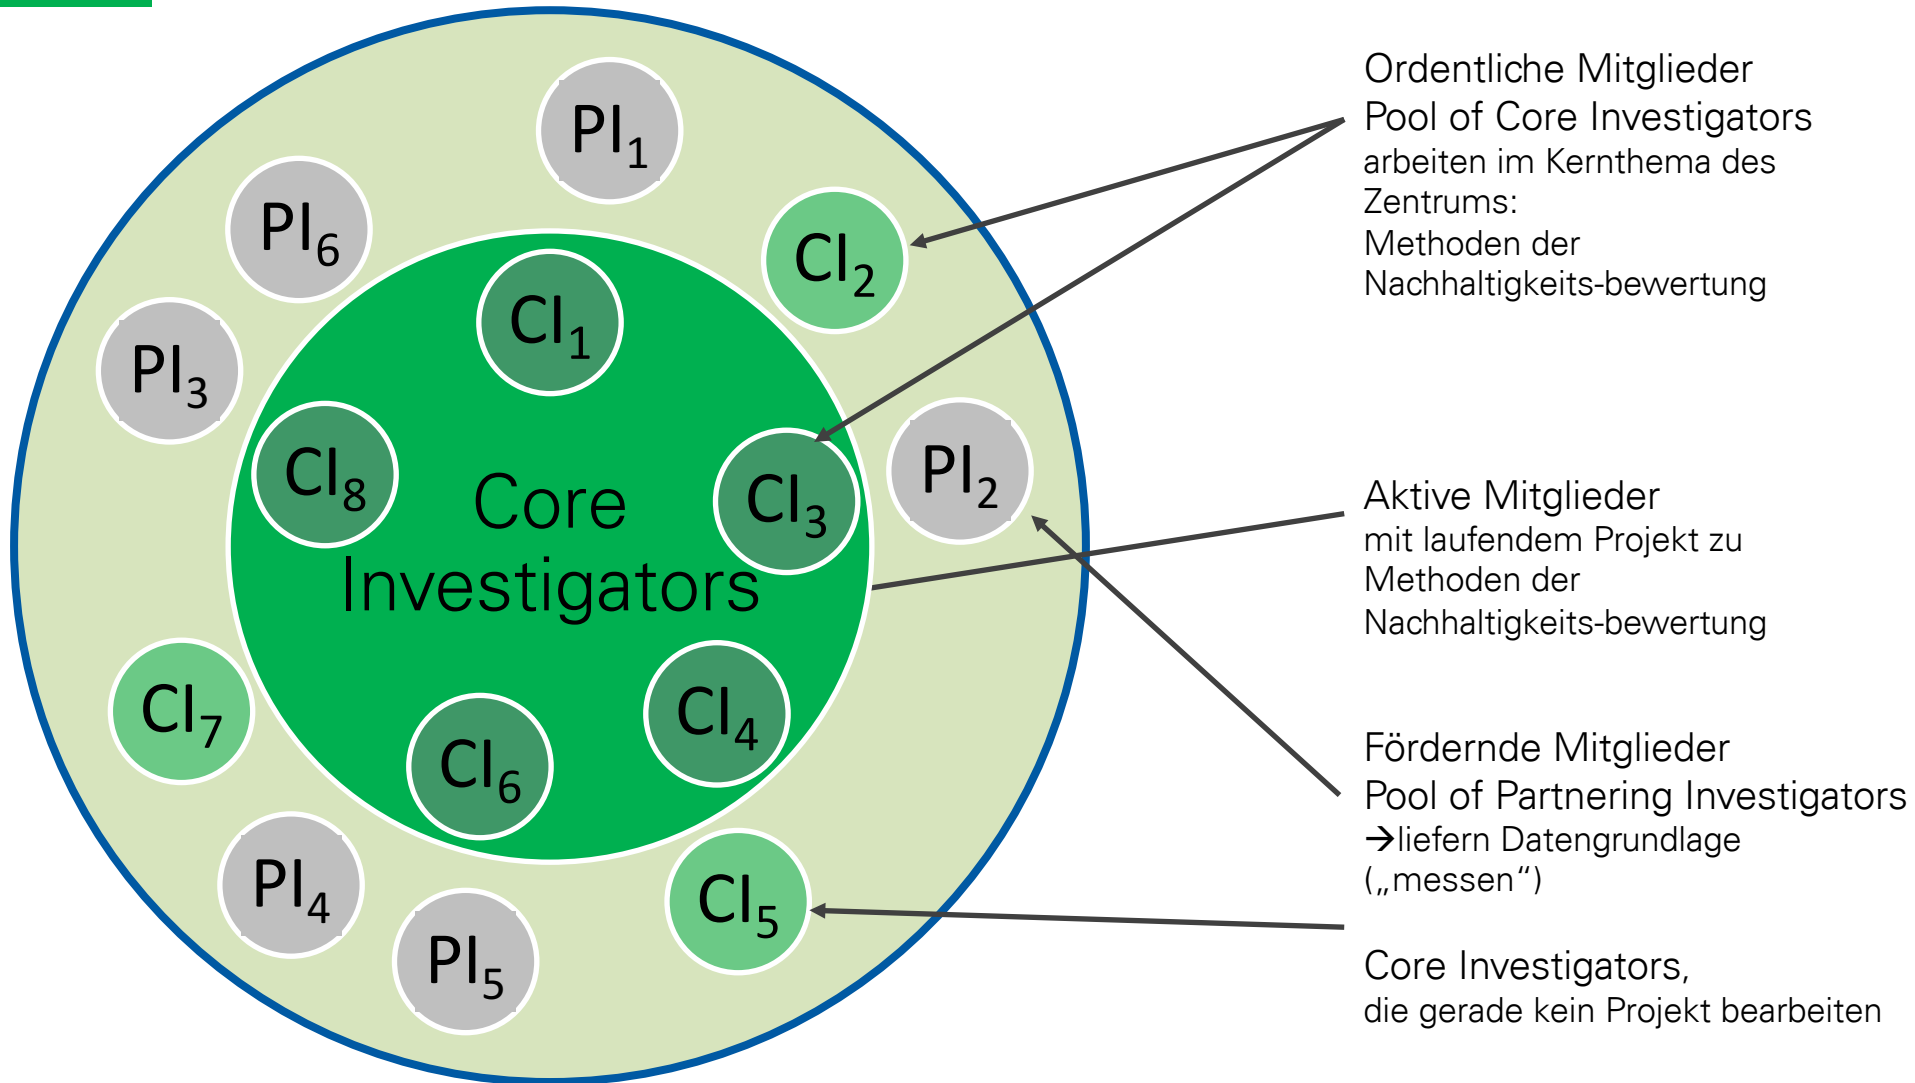 PI₁
PI₆
CI₂
CI₁
PI₃
CI₈
Core
Investigators
CI₃
PI₂
CI₇
CI₄
CI₆
PI₄
CI₅
PI₅
Ordentliche Mitglieder
Pool of Core Investigators
arbeiten im Kernthema des
Zentrums:
Methoden der
Nachhaltigkeits-bewertung
Aktive Mitglieder
mit laufendem Projekt zu
Methoden der
Nachhaltigkeits-bewertung
Fördernde Mitglieder
Pool of Partnering Investigators
→liefern Datengrundlage
(„messen“)
Core Investigators,
die gerade kein Projekt bearbeiten